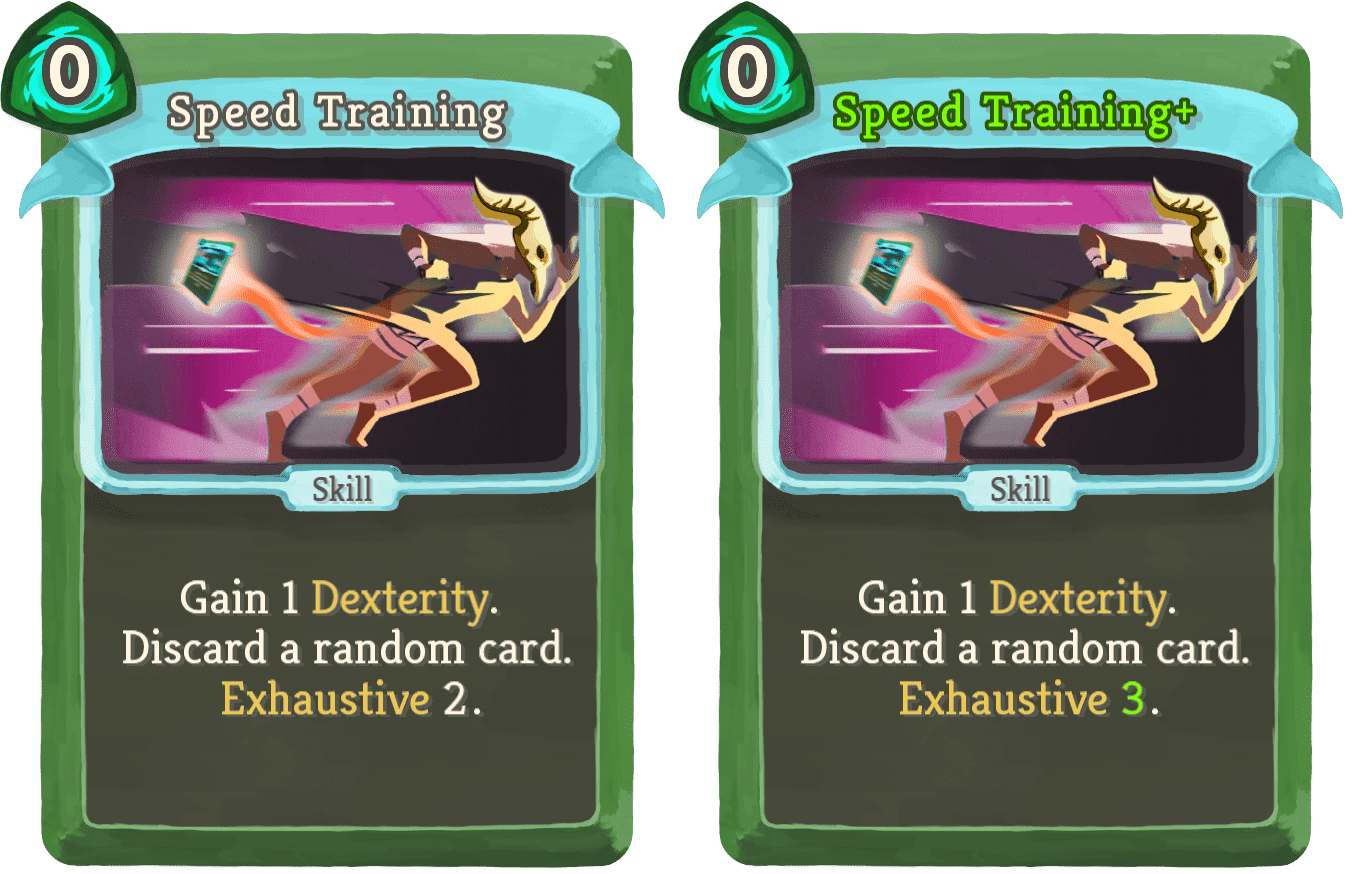 0
Speed Training
Skill
Gain 1 Dexterity.
Discard a random card.
Exhaustive 2.
0
Speed Training+
Skill
Gain 1 Dexterity.
Discard a random card.
Exhaustive 3.